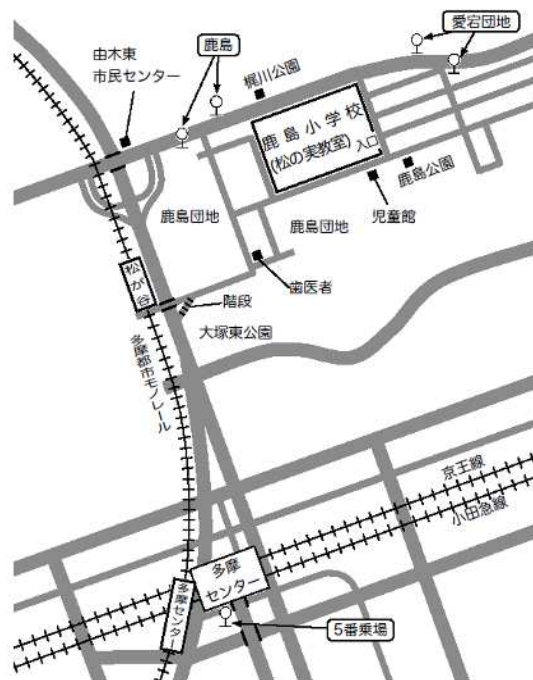 愛宕団地
鹿島
由木東
市民センター
梶川公園
鹿島小学校
(松の実教室)
入口
鹿島公園
児童館
鹿島団地
鹿島団地
歯医者
松が谷
階段
大塚東公園
多摩都市モノレール
京王線
小田急線
多摩
センター
多摩センター
5番乗場